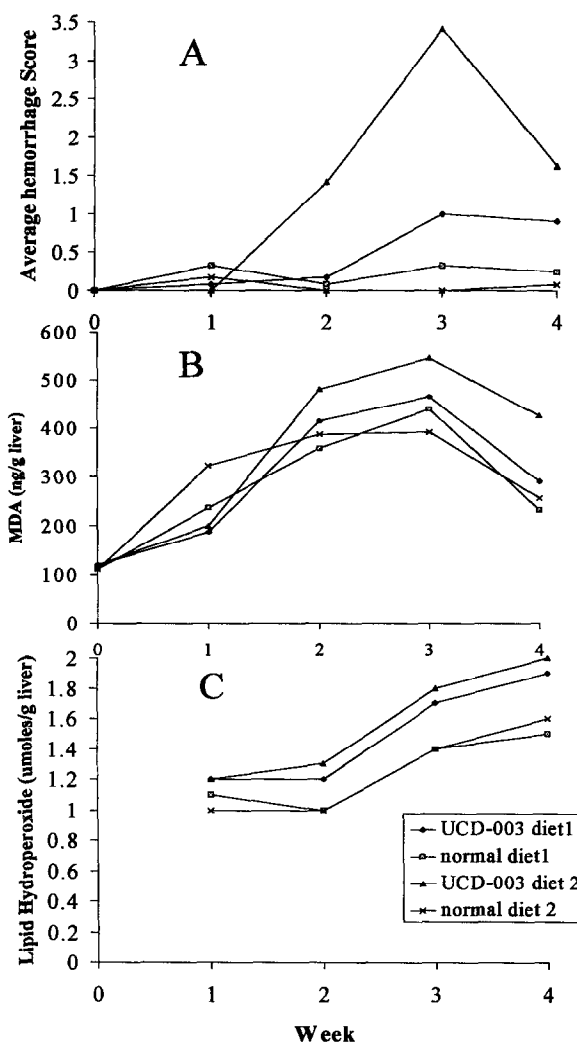 A
Average hemorrhage Score
3.5
3
2.5
2
1.5
1
0.5
0
0 1 2 3 4
B
MDA (ng/g liver)
600
500
400
300
200
100
0
0 1 2 3 4
C
Lipid Hydroperoxide (umoles/g liver)
2
1.8
1.6
1.4
1.2
1
0.8
0.6
0.4
0.2
0
0 1 2 3 4
UCD-003 diet1
normal diet1
UCD-003 diet 2
normal diet 2
Week